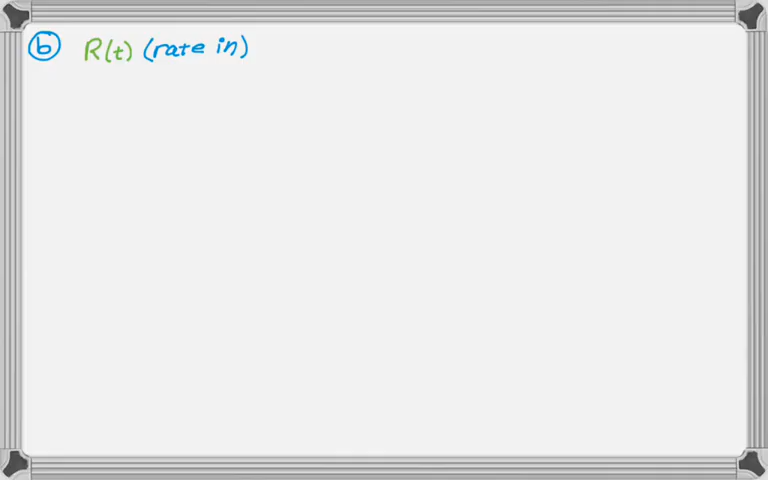 ⓑ R(t) (rate in)